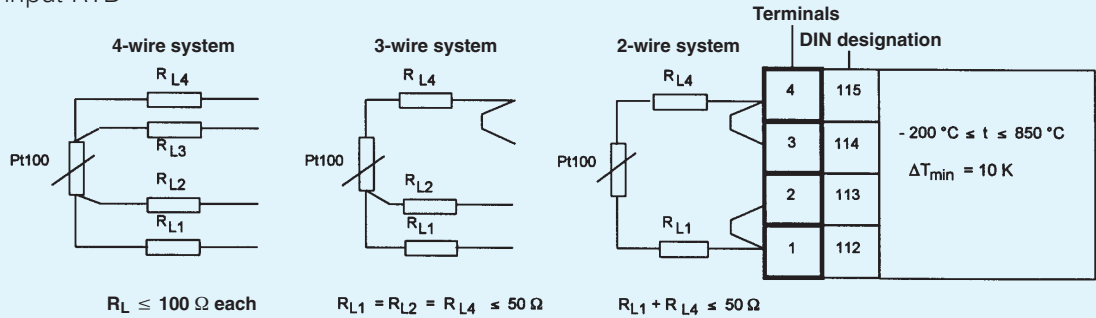 Input RTD
Terminals
4-wire system
3-wire system
2-wire system
DIN designation
R L4
R L3
Pt100
R L2
R L1
R L4
Pt100
R L2
R L1
R L4
Pt100
R L1
4 115
3 114
2 113
1 112
- 200 °C ≤ t ≤ 850 °C
ΔTmin = 10 K
RL ≤ 100 Ω each
RL1 = RL2 = RL4 ≤ 50 Ω
RL1 + RL4 ≤ 50 Ω